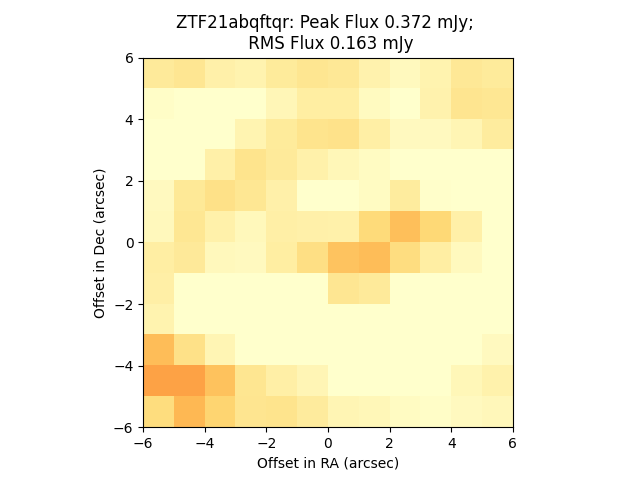 ZTF21abqftqr: Peak Flux 0.372 mJy;
RMS Flux 0.163 mJy
6
4
2
0
−2
−4
−6
Offset in Dec (arcsec)
−6 −4 −2 0 2 4 6
Offset in RA (arcsec)